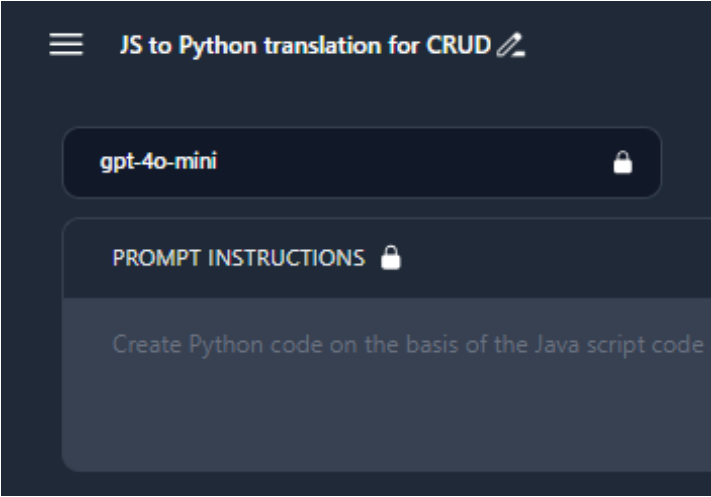 JS to Python translation for CRUD
gpt-4o-mini
PROMPT INSTRUCTIONS
Create Python code on the basis of the Java script code